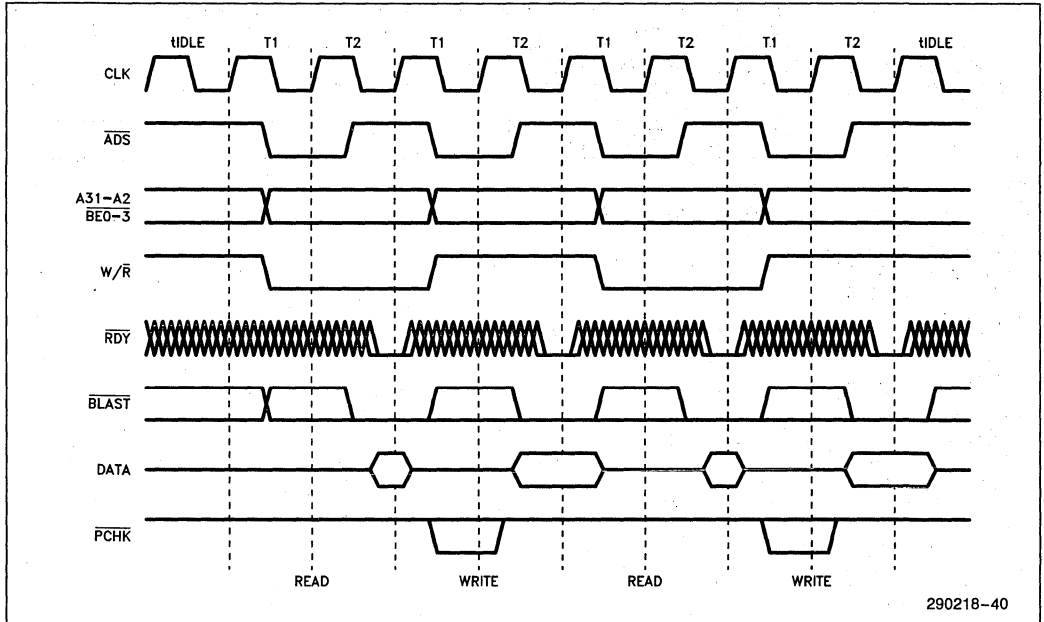 tIDLE T1 T2 T1 T2 T1 T2 T1 T2 tIDLE
CLK
ADS
A31–A2
BE0–3
W/R
RDY
BLAST
DATA
PCHK
READ WRITE READ WRITE
290218–40